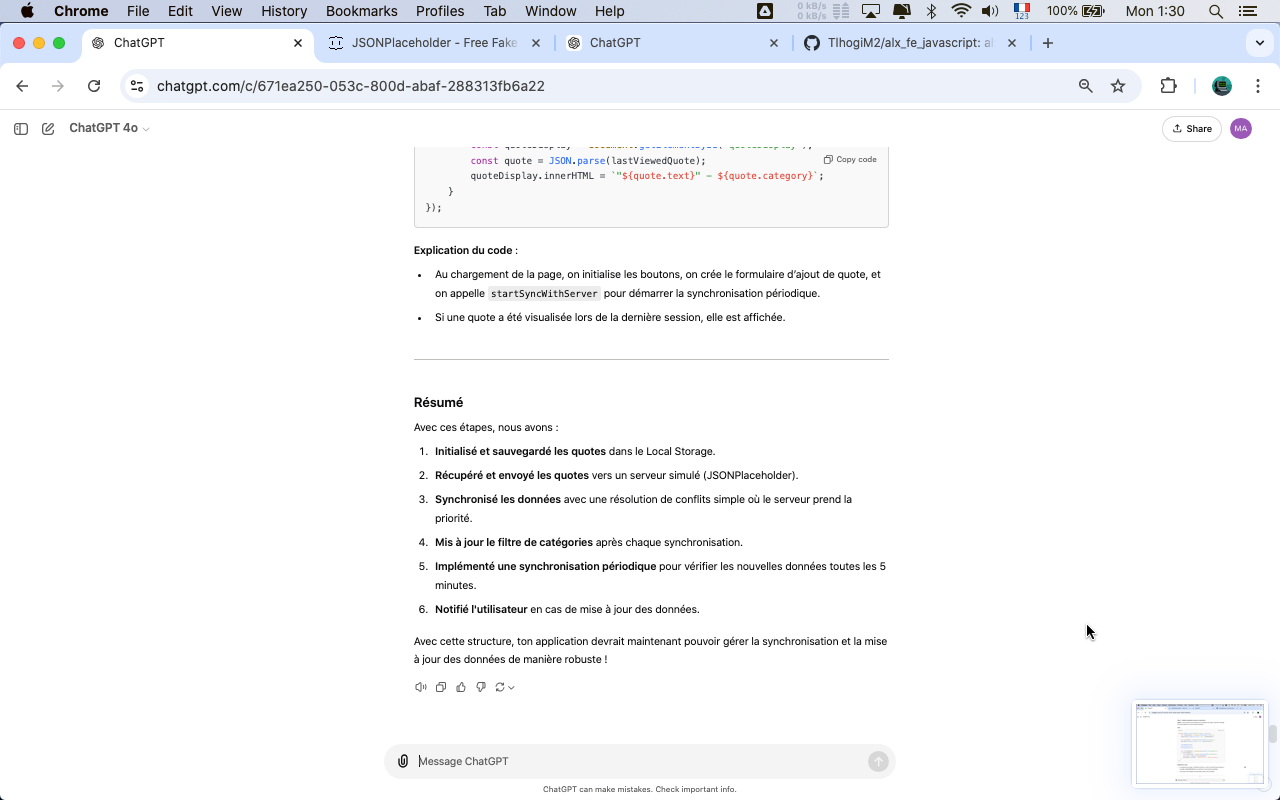 Chrome File Edit View History Bookmarks Profiles Tab Window Help 0 kB/s 0 kB/s 123 100% Mon 1:30
ChatGPT JSONPlaceholder - Free Fake ChatGPT TlhogiM2/alx_fe_javascript: al
chatgpt.com/c/671ea250-053c-800d-abaf-288313fb6a22
ChatGPT 4o Share MA
const quote = JSON.parse(lastViewedQuote); Copy code
quoteDisplay.innerHTML = `"${quote.text}" - ${quote.category}`;
}
});
Explication du code :
• Au chargement de la page, on initialise les boutons, on crée le formulaire d'ajout de quote, et
on appelle startSyncWithServer pour démarrer la synchronisation périodique.
• Si une quote a été visualisée lors de la dernière session, elle est affichée.
Résumé
Avec ces étapes, nous avons :
1. Initialisé et sauvegardé les quotes dans le Local Storage.
2. Récupéré et envoyé les quotes vers un serveur simulé (JSONPlaceholder).
3. Synchronisé les données avec une résolution de conflits simple où le serveur prend la
priorité.
4. Mis à jour le filtre de catégories après chaque synchronisation.
5. Implémenté une synchronisation périodique pour vérifier les nouvelles données toutes les 5
minutes.
6. Notifié l'utilisateur en cas de mise à jour des données.
Avec cette structure, ton application devrait maintenant pouvoir gérer la synchronisation et la mise
à jour des données de manière robuste !
Message ChatGPT
ChatGPT can make mistakes. Check important info.